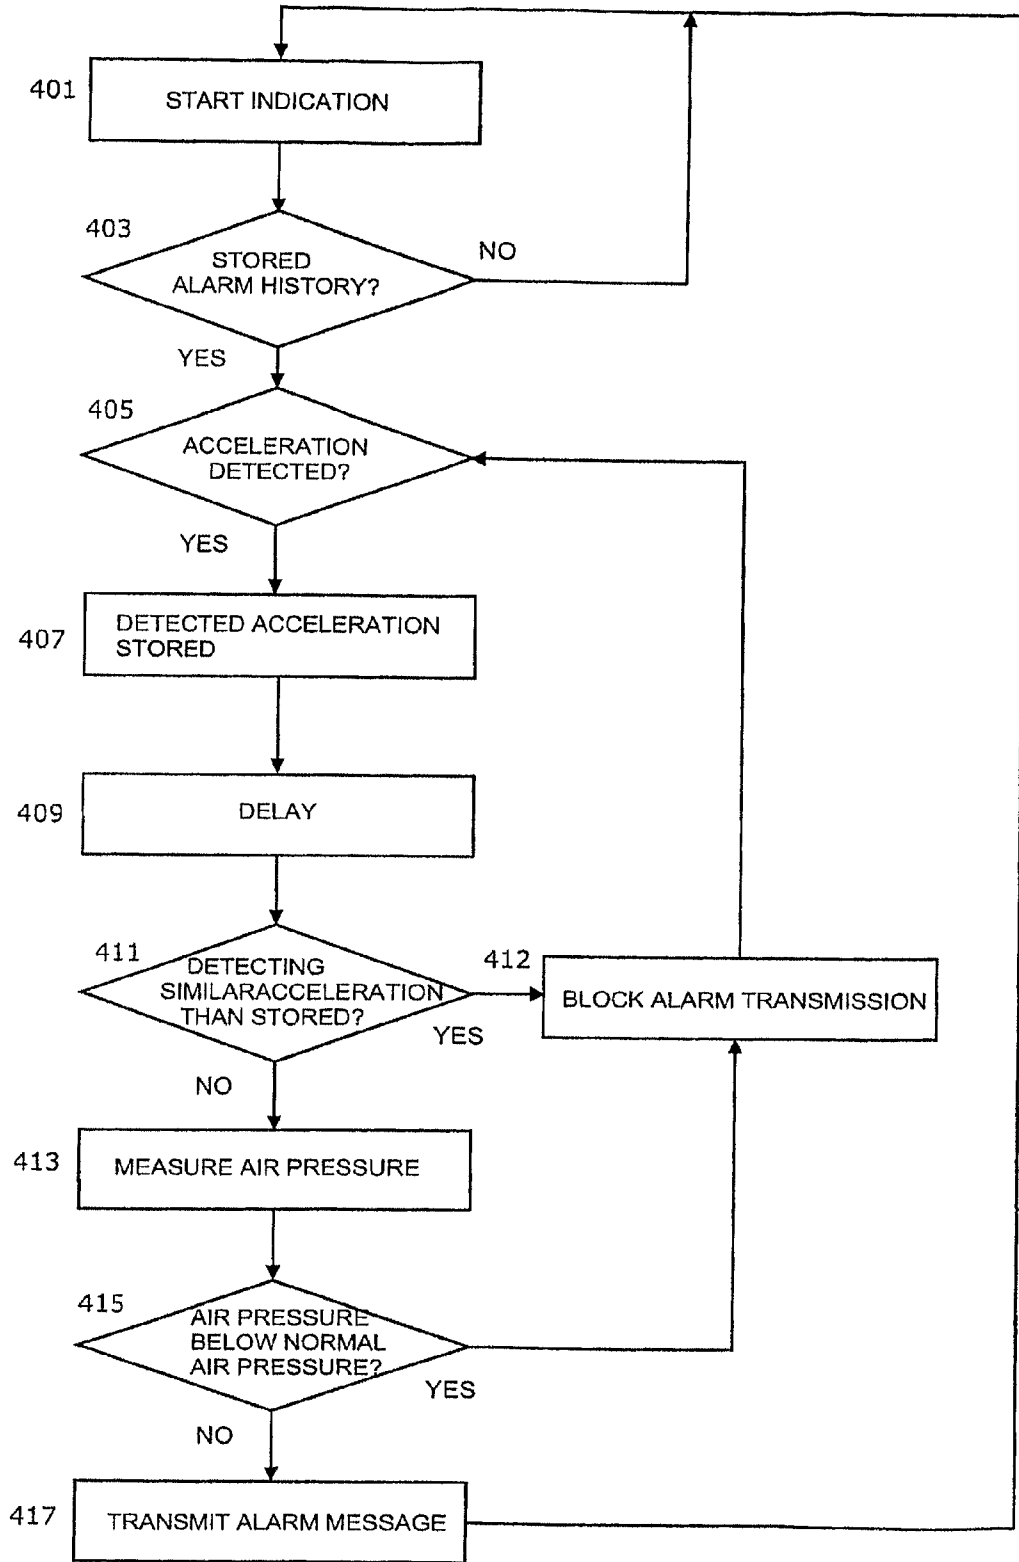 401
START INDICATION
403
STORED
ALARM HISTORY?
NO
YES
405
ACCELERATION
DETECTED?
YES
407
DETECTED ACCELERATION
STORED
409
DELAY
411
DETECTING
SIMILARACCELERATION
THAN STORED?
YES
412
BLOCK ALARM TRANSMISSION
NO
413
MEASURE AIR PRESSURE
415
AIR PRESSURE
BELOW NORMAL
AIR PRESSURE?
YES
NO
417
TRANSMIT ALARM MESSAGE